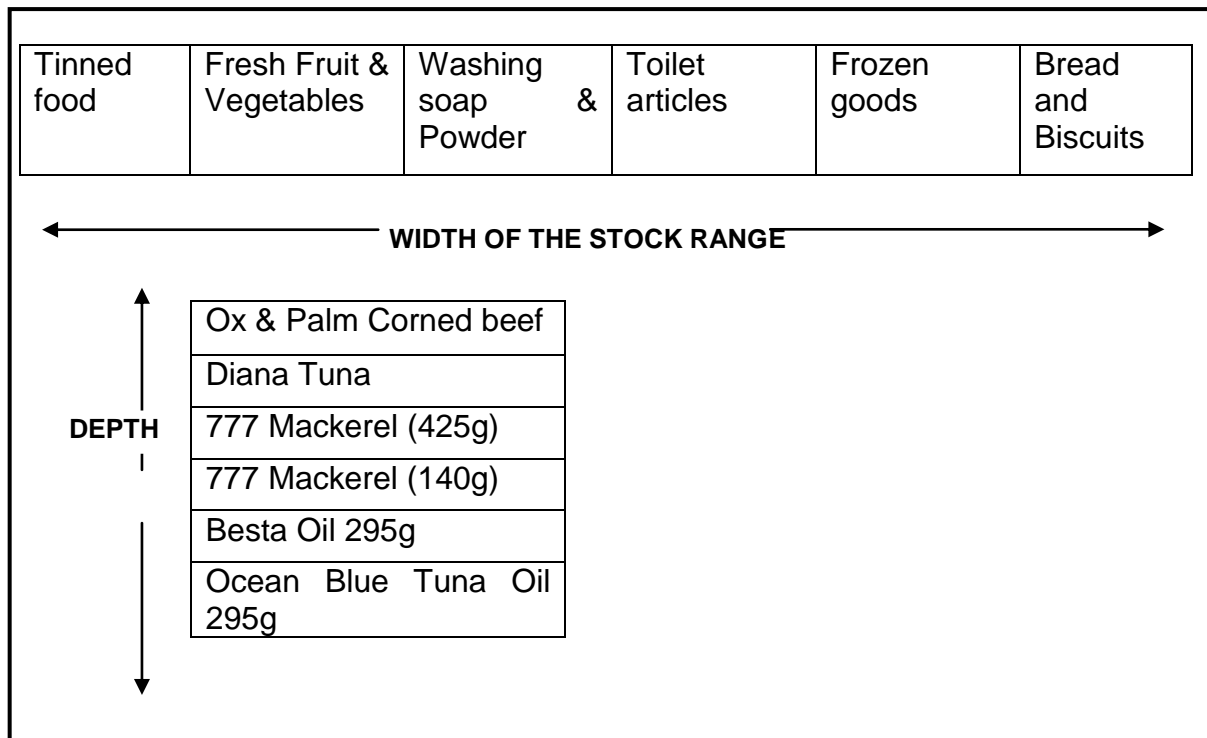 Tinned
food
Fresh Fruit &
Vegetables
Washing
soap &
Powder
Toilet
articles
Frozen
goods
Bread
and
Biscuits
WIDTH OF THE STOCK RANGE
DEPTH
Ox & Palm Corned beef
Diana Tuna
777 Mackerel (425g)
777 Mackerel (140g)
Besta Oil 295g
Ocean Blue Tuna Oil
295g